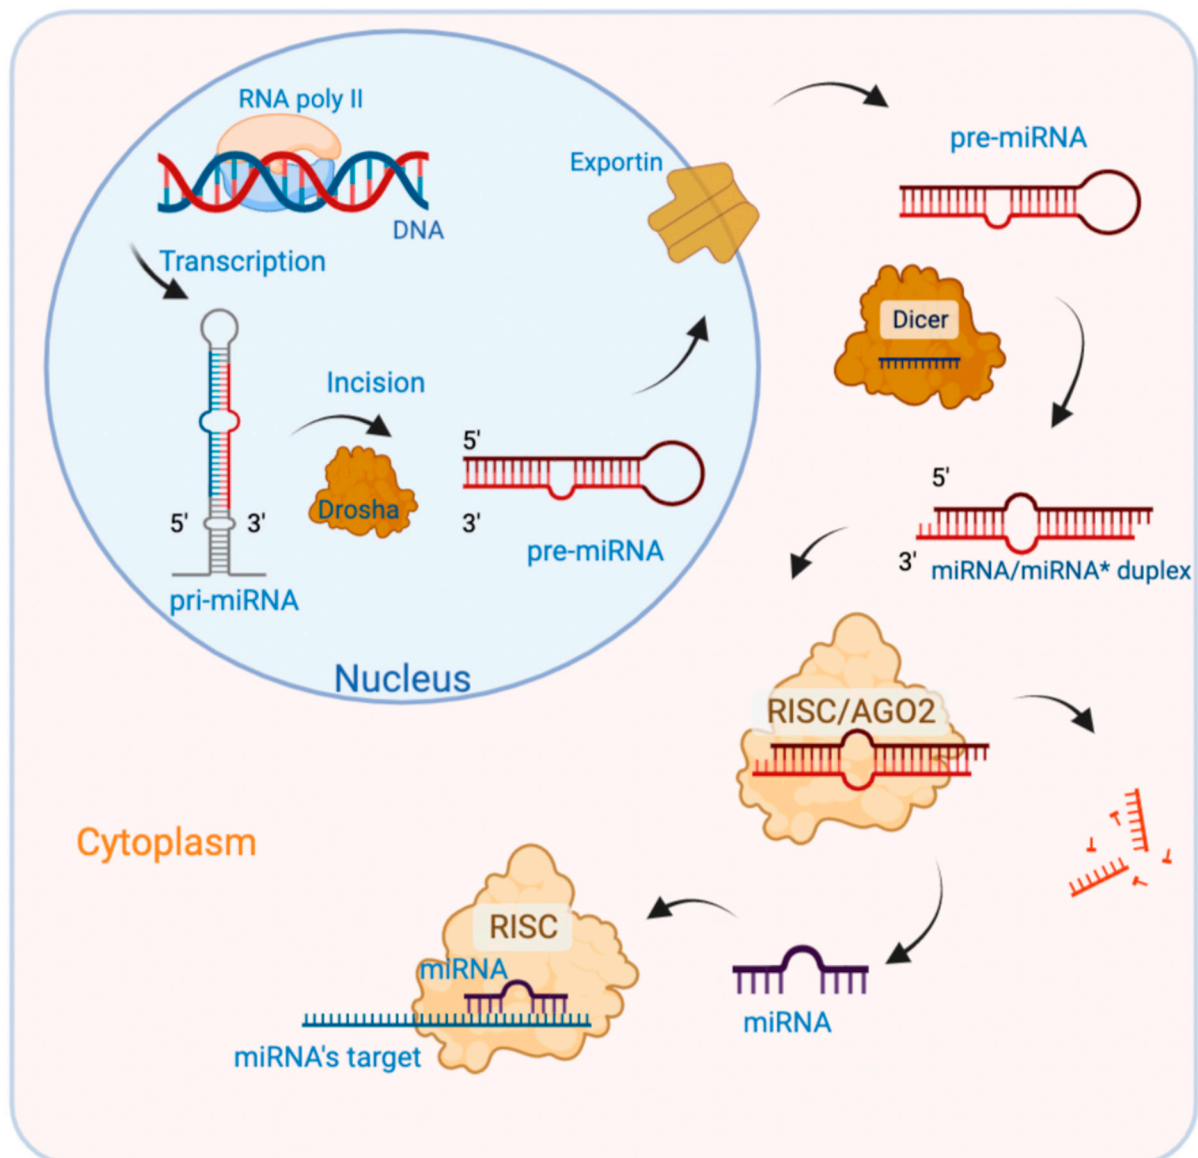 RNA poly II
DNA
Transcription
Exportin
pre-miRNA
Dicer
Incision
Drosha
5'
3'
pre-miRNA
5' 3'
pri-miRNA
Nucleus
5'
3'
miRNA/miRNA* duplex
RISC/AGO2
Cytoplasm
RISC
miRNA
miRNA's target
miRNA